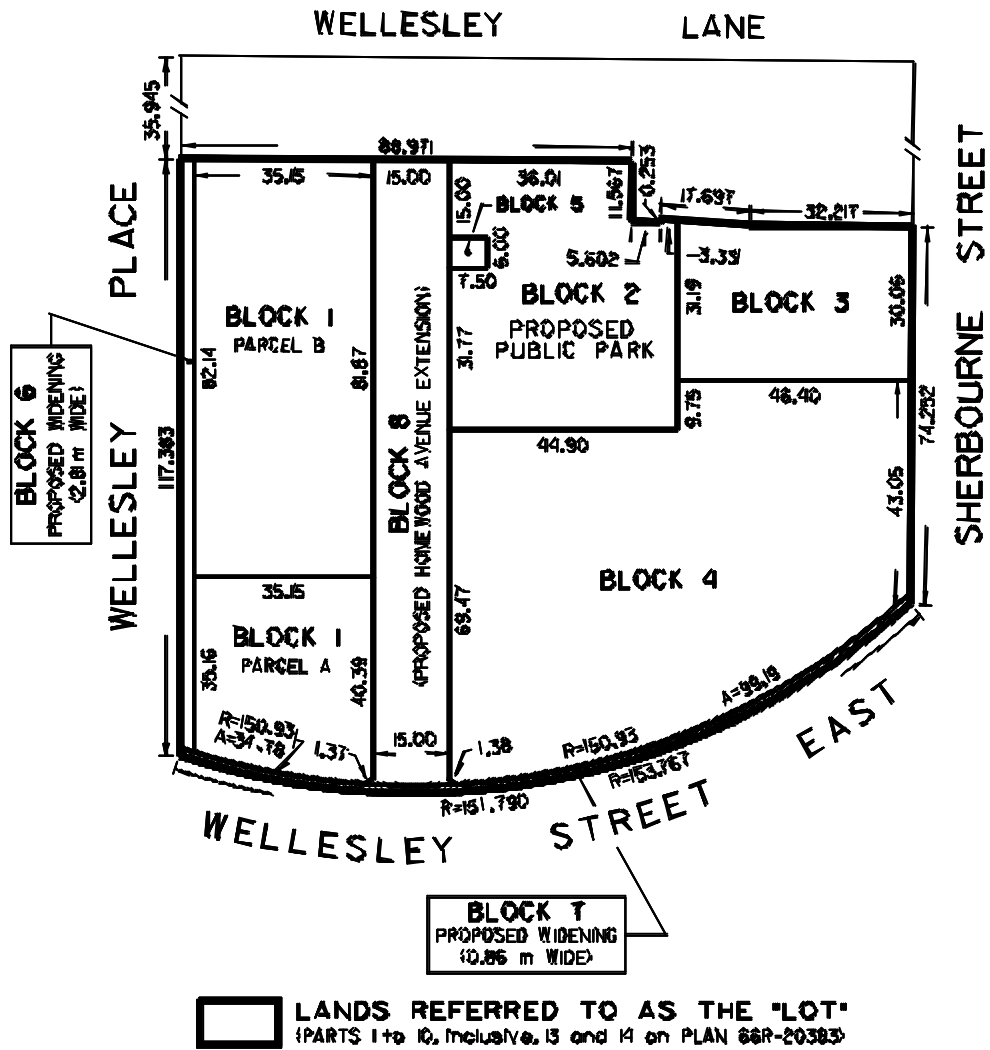 WELLESLEY LANE
35.945
88.971
35.15
15.00
36.01
11.567
0.253
17.697
32.217
15.00
BLOCK 5
6.00
7.50
5.602
3.331
BLOCK 1
PARCEL B
82.14
81.87
31.77
BLOCK 2
PROPOSED
PUBLIC PARK
31.19
BLOCK 3
30.06
46.40
9.75
44.90
74.252
43.05
WELLESLEY PLACE
117.383
BLOCK 6
PROPOSED WIDENING
(2.81 m WIDE)
BLOCK 8
(PROPOSED HOMEWOOD AVENUE EXTENSION)
SHERBOURNE STREET
BLOCK 4
35.15
BLOCK 1
PARCEL A
35.16
40.39
69.47
R=150.93
A=34.78
1.37
15.00
1.38
R=150.93
A=99.19
R=153.767
R=151.790
WELLESLEY STREET EAST
BLOCK 7
PROPOSED WIDENING
(0.86 m WIDE)
LANDS REFERRED TO AS THE "LOT"
(PARTS 1 to 10, inclusive, 13 and 14 on PLAN 66R-20383)